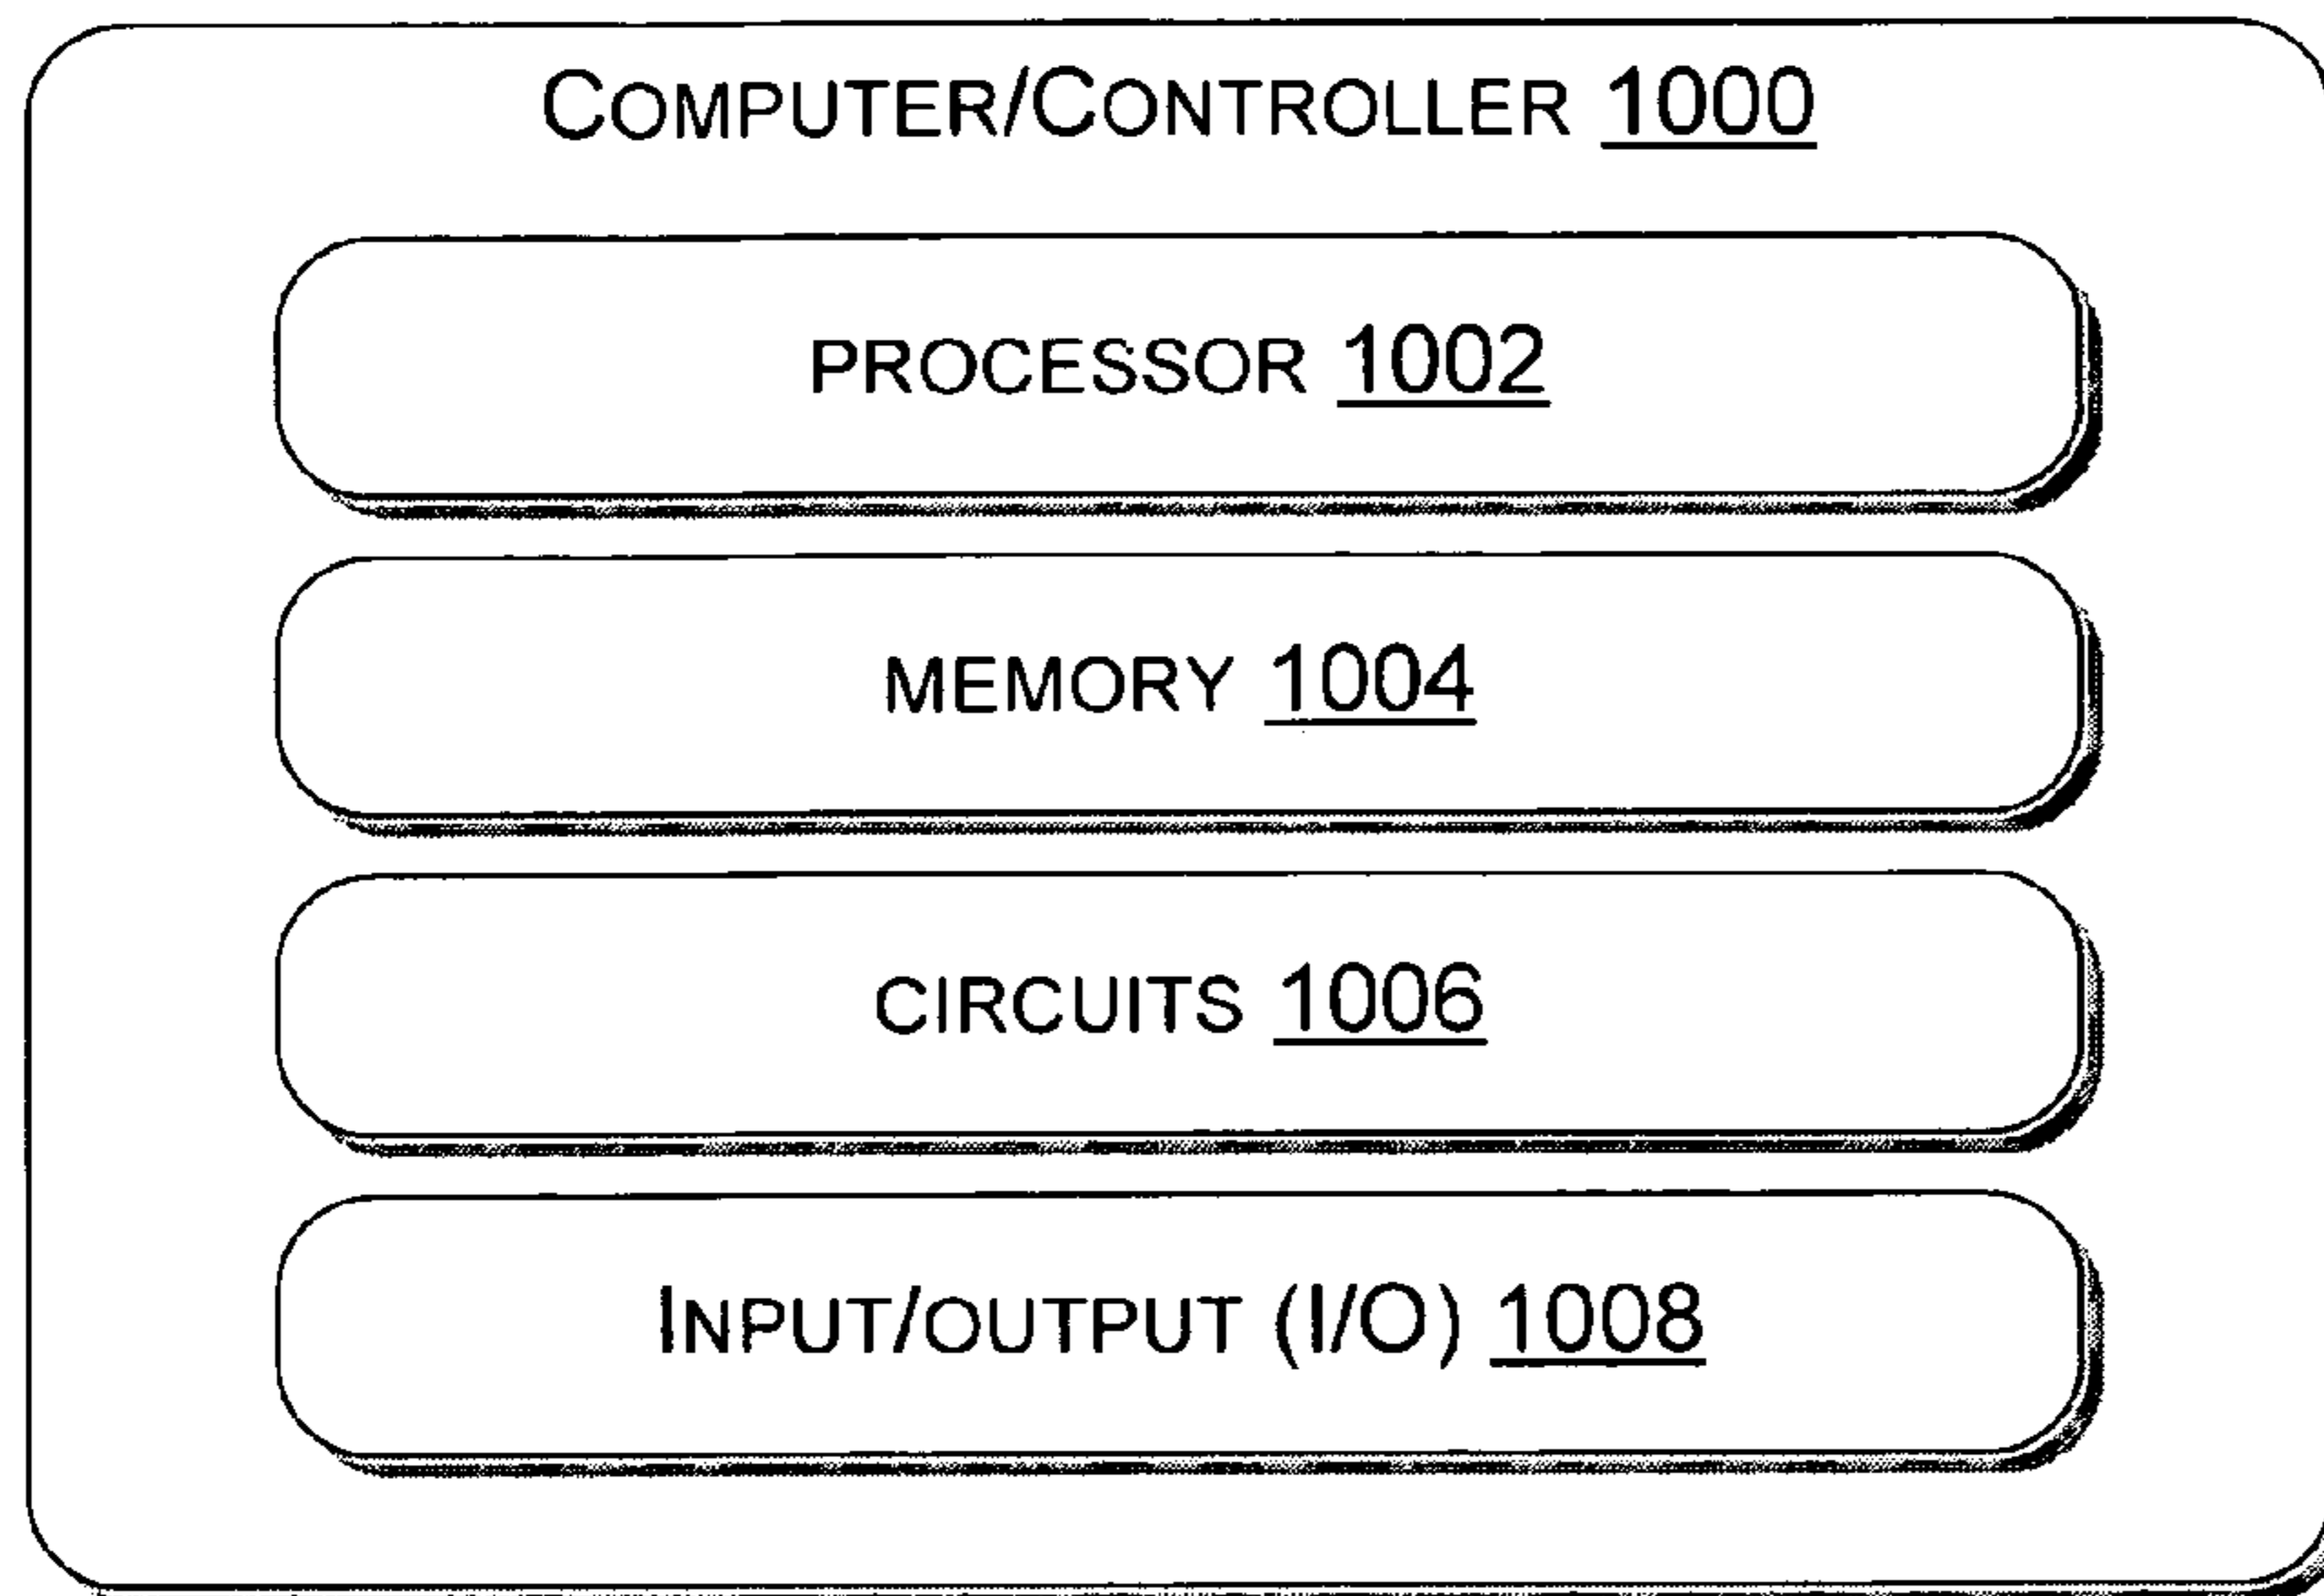 COMPUTER/CONTROLLER 1000
PROCESSOR 1002
MEMORY 1004
CIRCUITS 1006
INPUT/OUTPUT (I/O) 1008